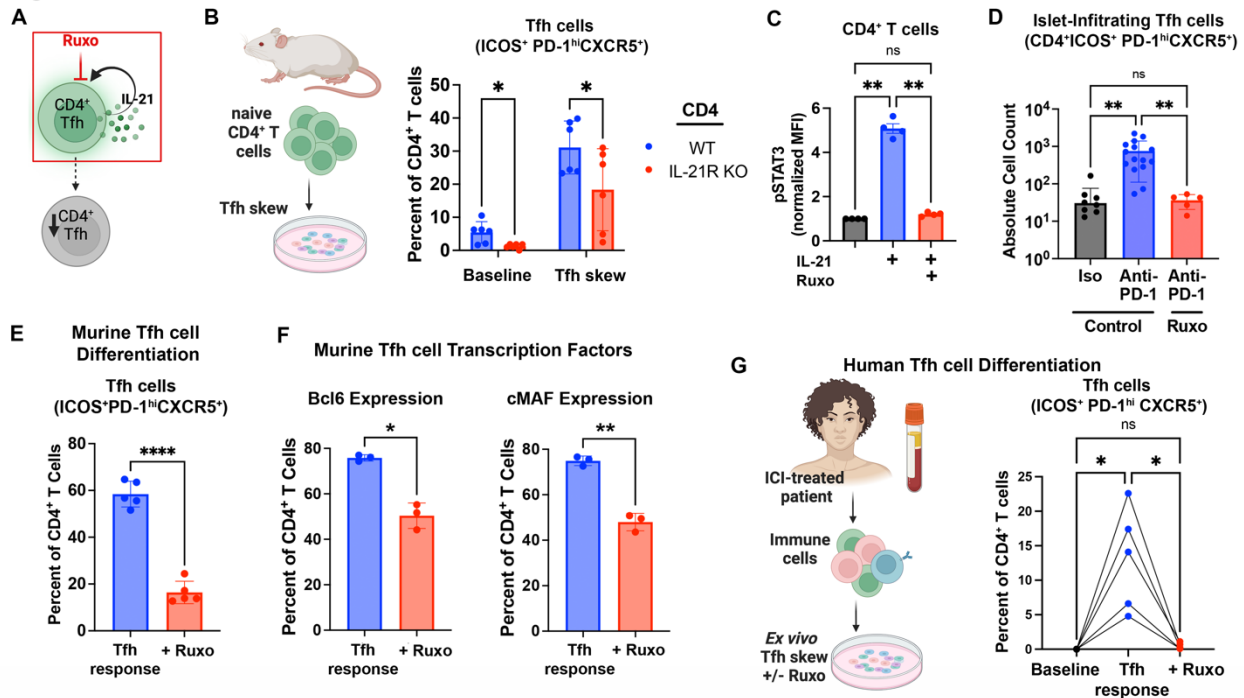 A
Ruxo
IL-21
CD4+
Tfh
CD4+
Tfh
B
naive
CD4+ T
cells
Tfh skew
Tfh cells
(ICOS+ PD-1hiCXCR5+)
Percent of CD4+ T Cells
50
40
30
20
10
0
*
*
Baseline
Tfh skew
CD4
WT
IL-21R KO
C
CD4+ T cells
ns
**
**
pSTAT3
(normalized MFI)
6
4
2
0
IL-21
+
+
Ruxo
+
D
Islet-Infitrating Tfh cells
(CD4+ICOS+ PD-1hiCXCR5+)
ns
**
**
Absolute Cell Count
10⁴
10³
10²
10¹
10⁰
Iso
Anti-
PD-1
Anti-
PD-1
Control
Ruxo
E
Murine Tfh cell
Differentiation
Tfh cells
(ICOS+PD-1hiCXCR5+)
****
Percent of CD4+ T Cells
80
60
40
20
0
Tfh
response
+ Ruxo
F
Murine Tfh cell Transcription Factors
Bcl6 Expression
*
Percent of CD4+ T Cells
80
60
40
20
0
Tfh
response
+ Ruxo
cMAF Expression
**
Percent of CD4+ T Cells
80
60
40
20
0
Tfh
response
+ Ruxo
G
Human Tfh cell Differentiation
ICI-treated
patient
Immune
cells
Ex vivo
Tfh skew
+/- Ruxo
Tfh cells
(ICOS+ PD-1hi CXCR5+)
ns
*
*
Percent of CD4+ T cells
25
20
15
10
5
0
Baseline
Tfh
response
+ Ruxo